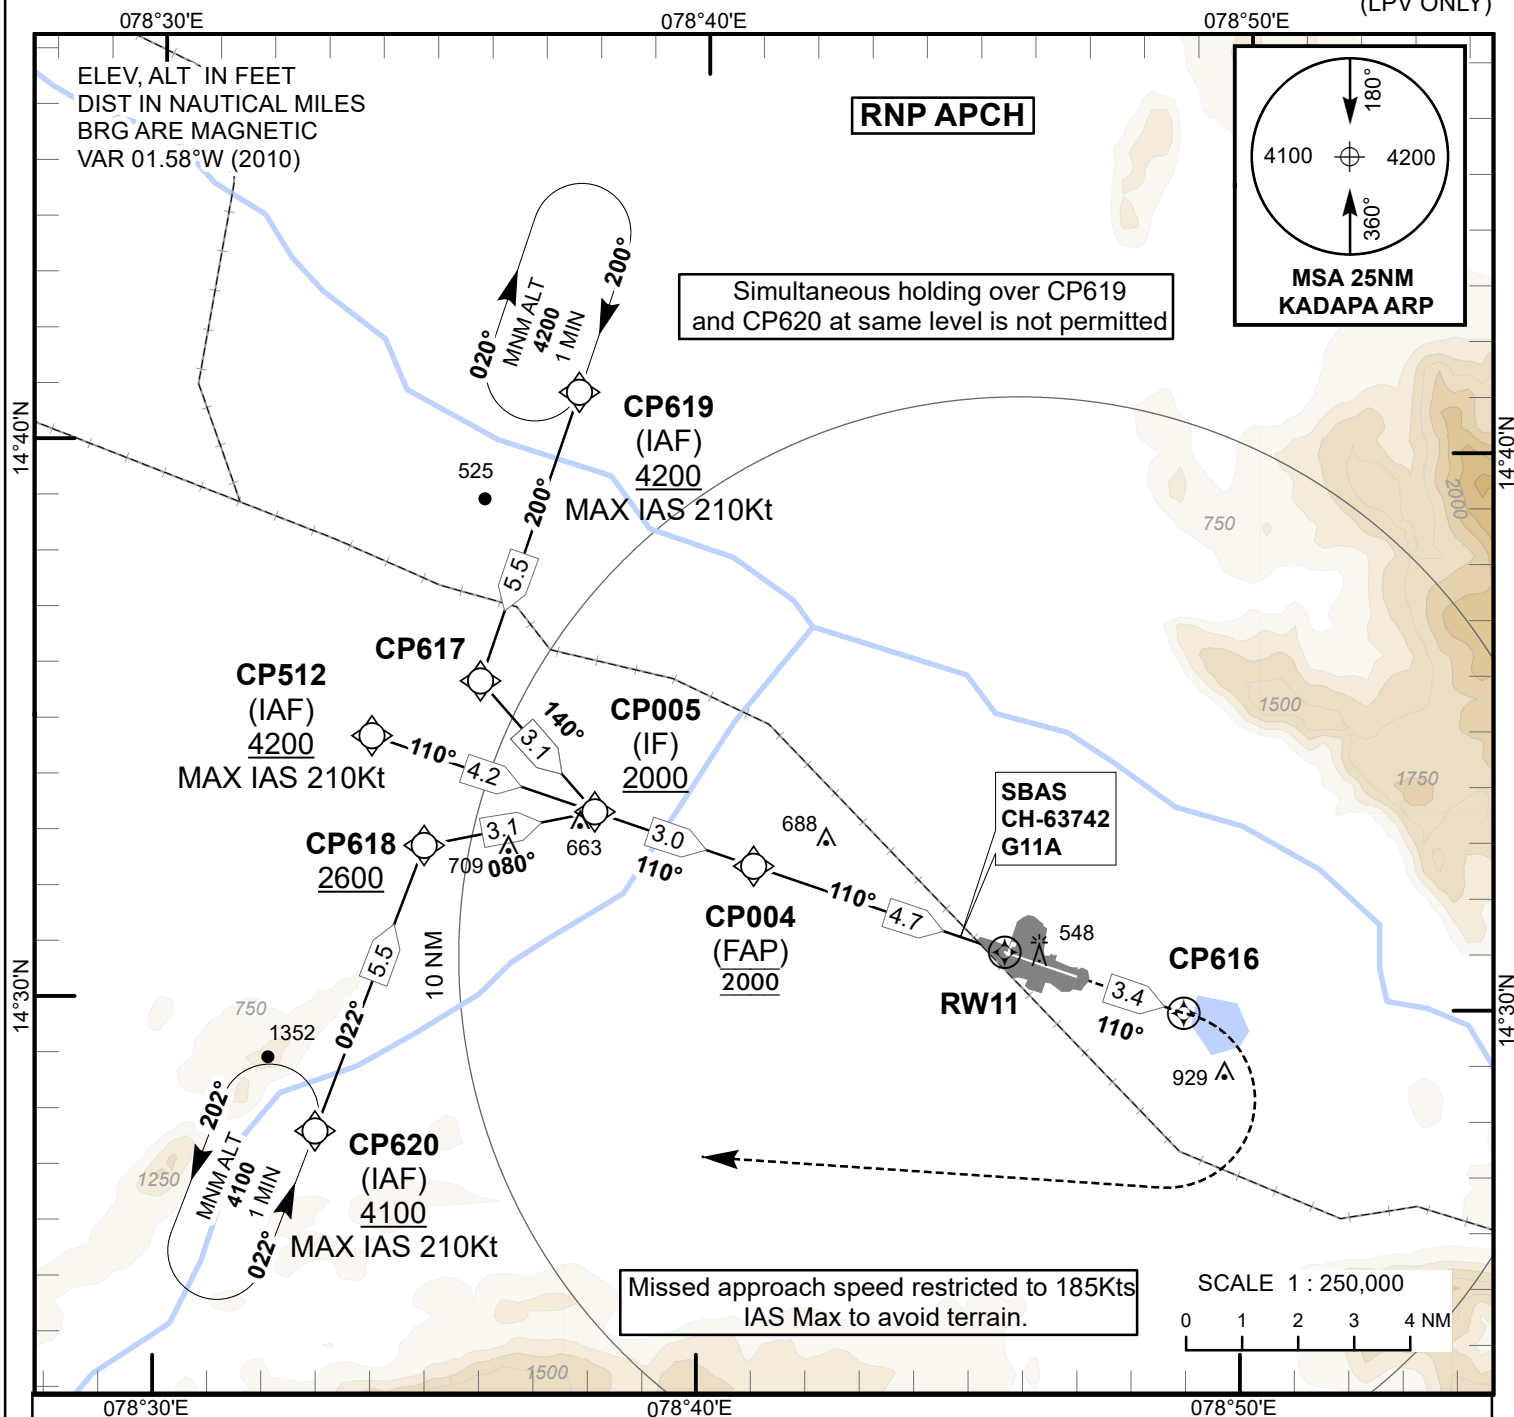 (LPV ONLY)
078°30'E
078°40'E
078°50'E
ELEV, ALT IN FEET
DIST IN NAUTICAL MILES
BRG ARE MAGNETIC
VAR 01.58°W (2010)
RNP APCH
180°
4100
4200
360°
MSA 25NM
KADAPA ARP
200°
020°
MNM ALT
4200
1 MIN
Simultaneous holding over CP619
and CP620 at same level is not permitted
CP619
(IAF)
4200
MAX IAS 210Kt
14°40'N
14°40'N
525
200°
5.5
750
2000
CP617
CP512
(IAF)
4200
MAX IAS 210Kt
110°
4.2
140°
3.1
CP005
(IF)
2000
1500
1750
SBAS
CH-63742
G11A
688
CP618
2600
3.1
709
080°
663
3.0
110°
110°
4.7
CP004
(FAP)
2000
548
RW11
CP616
3.4
110°
929
5.5
10 NM
022°
14°30'N
14°30'N
750
1352
202°
MNM ALT
4100
1 MIN
022°
1250
CP620
(IAF)
4100
MAX IAS 210Kt
Missed approach speed restricted to 185Kts
IAS Max to avoid terrain.
SCALE 1 : 250,000
0 1 2 3 4 NM
1500
078°30'E
078°40'E
078°50'E